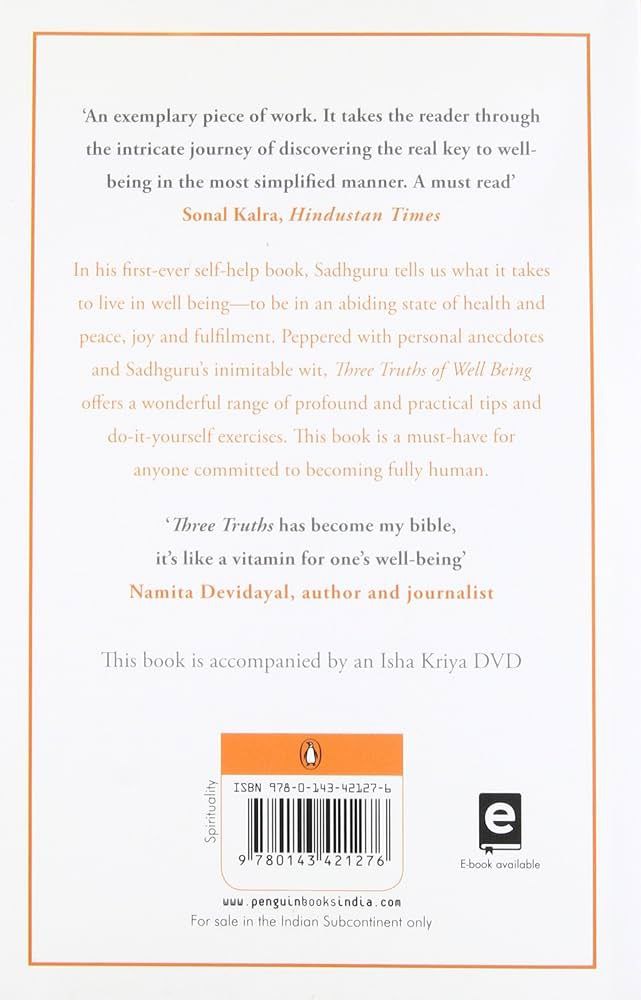 ‘An exemplary piece of work. It takes the reader through
the intricate journey of discovering the real key to well-
being in the most simplified manner. A must read’
Sonal Kalra, Hindustan Times
In his first-ever self-help book, Sadhguru tells us what it takes
to live in well being—to be in an abiding state of health and
peace, joy and fulfilment. Peppered with personal anecdotes
and Sadhguru’s inimitable wit, Three Truths of Well Being
offers a wonderful range of profound and practical tips and
do-it-yourself exercises. This book is a must-have for
anyone committed to becoming fully human.
‘Three Truths has become my bible,
it’s like a vitamin for one’s well-being’
Namita Devidayal, author and journalist
This book is accompanied by an Isha Kriya DVD
Spirituality
ISBN 978-0-143-42127-6
9 780143 421276
e
E-book available
www.penguinbooksindia.com
For sale in the Indian Subcontinent only